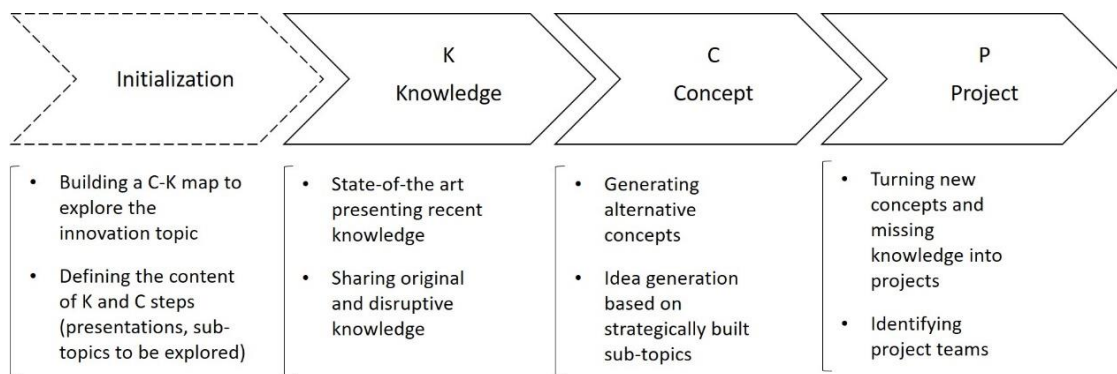 Initialization
K
Knowledge
C
Concept
P
Project
• Building a C-K map to
explore the
innovation topic
• Defining the content
of K and C steps
(presentations, sub-
topics to be explored)
• State-of-the art
presenting recent
knowledge
• Sharing original
and disruptive
knowledge
• Generating
alternative
concepts
• Idea generation
based on
strategically built
sub-topics
• Turning new
concepts and
missing
knowledge into
projects
• Identifying
project teams